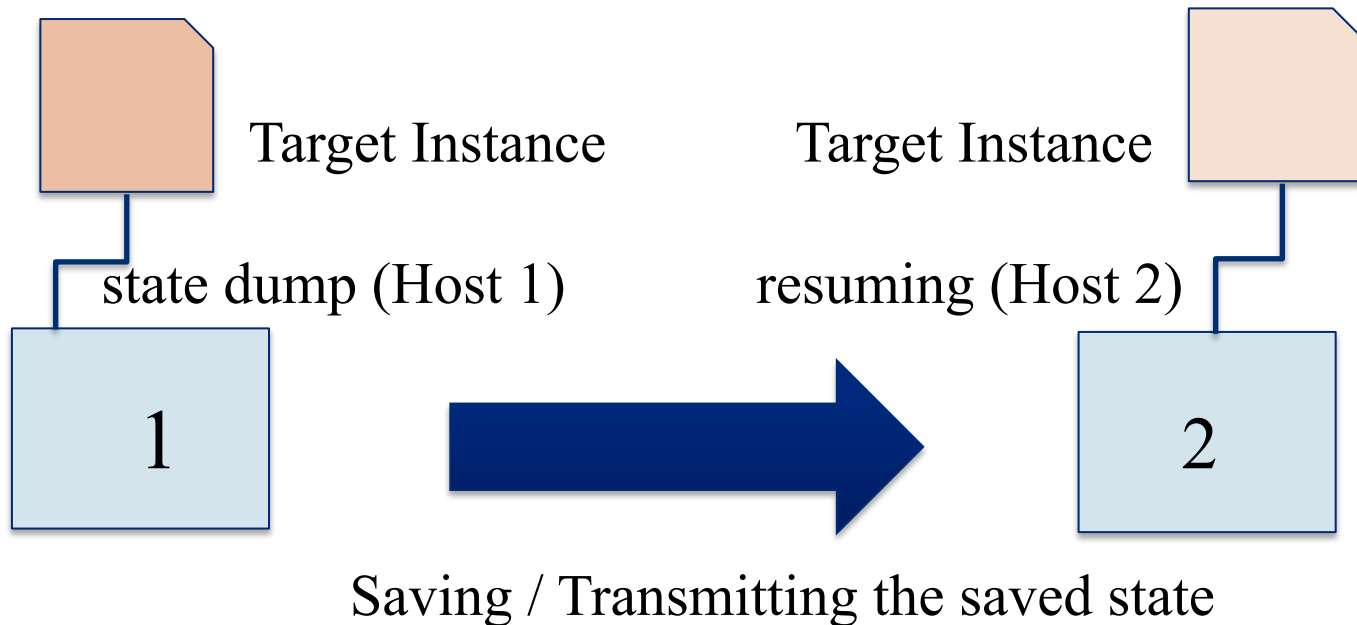 Target Instance
Target Instance
state dump (Host 1)
resuming (Host 2)
1
2
Saving / Transmitting the saved state